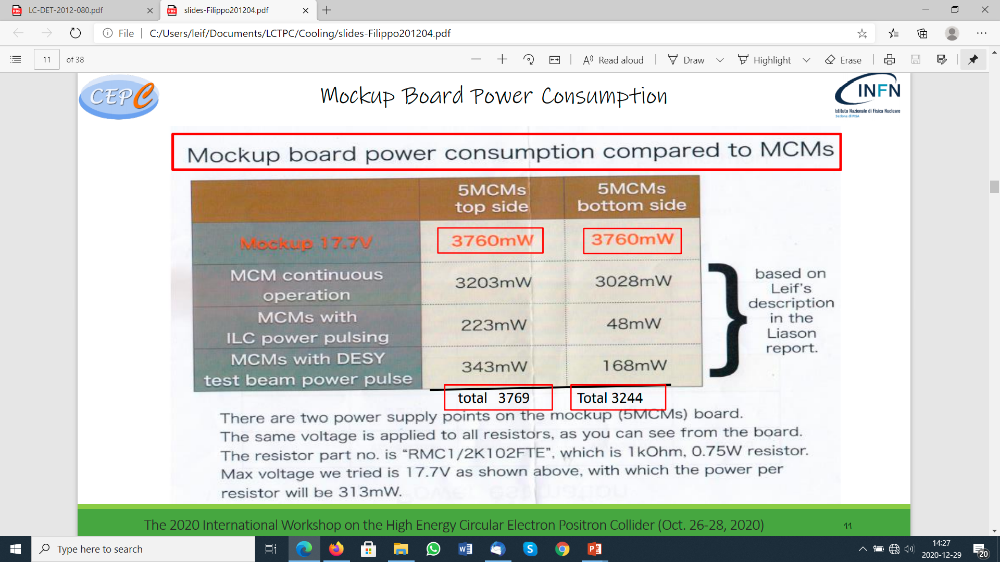 LC-DET-2012-080.pdf
slides-Filippo201204.pdf
File
C:/Users/leif/Documents/LCTPC/Cooling/slides-Filippo201204.pdf
11 of 38
Read aloud
Draw
Highlight
Erase
CEPC
Mockup Board Power Consumption
INFN
Istituto Nazionale di Fisica Nucleare
Sezione di PISA
Mockup board power consumption compared to MCMs
5MCMs top side
5MCMs bottom side
Mockup 17.7V 3760mW 3760mW
MCM continuous operation 3203mW 3028mW
MCMs with ILC power pulsing 223mW 48mW
MCMs with DESY test beam power pulse 343mW 168mW
based on
Leif's
description
in the
Liason
report.
total 3769 Total 3244
There are two power supply points on the mockup (5MCMs) board.
The same voltage is applied to all resistors, as you can see from the board.
The resistor part no. is “RMC1/2K102FTE”, which is 1kOhm, 0.75W resistor.
Max voltage we tried is 17.7V as shown above, with which the power per
resistor will be 313mW.
The 2020 International Workshop on the High Energy Circular Electron Positron Collider (Oct. 26-28, 2020)
11
Type here to search
14:27
2020-12-29
20